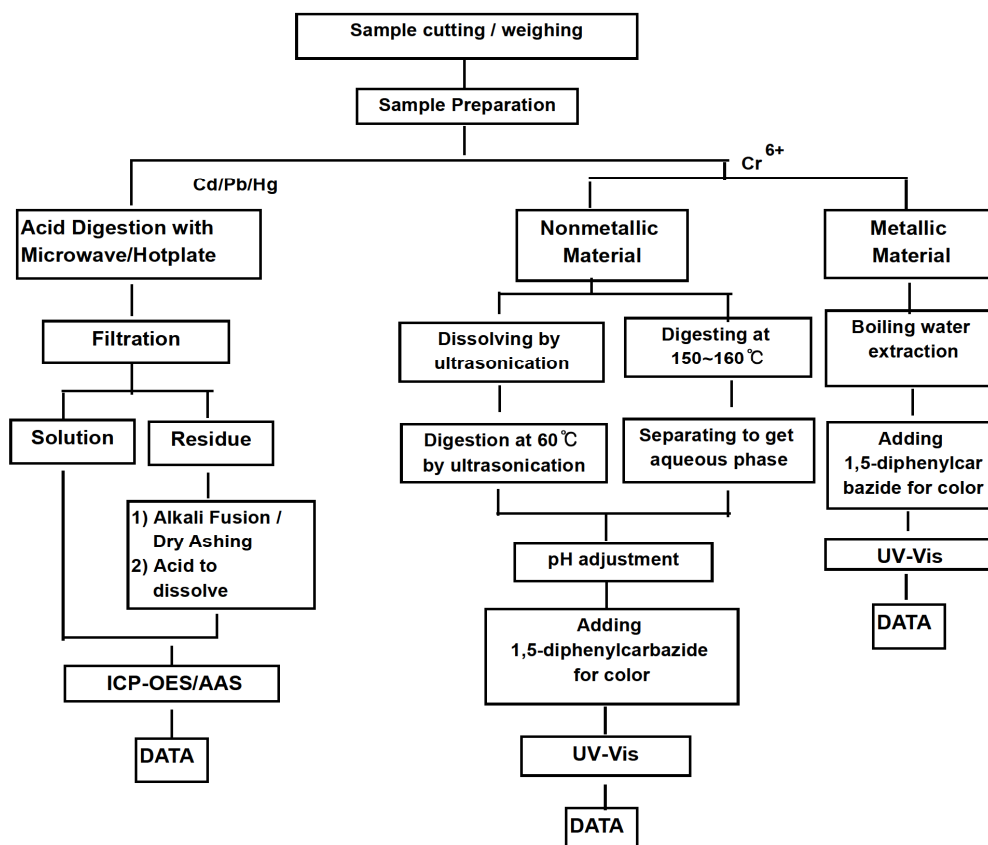 Sample cutting / weighing
Sample Preparation
Cr 6+
Cd/Pb/Hg
Acid Digestion with
Microwave/Hotplate
Nonmetallic
Material
Metallic
Material
Filtration
Dissolving by
ultrasonication
Digesting at
150~160℃
Boiling water
extraction
Solution
Residue
Digestion at 60℃
by ultrasonication
Separating to get
aqueous phase
Adding
1,5-diphenylcar
bazide for color
1) Alkali Fusion /
Dry Ashing
2) Acid to
dissolve
pH adjustment
UV-Vis
Adding
1,5-diphenylcarbazide
for color
DATA
ICP-OES/AAS
UV-Vis
DATA
DATA